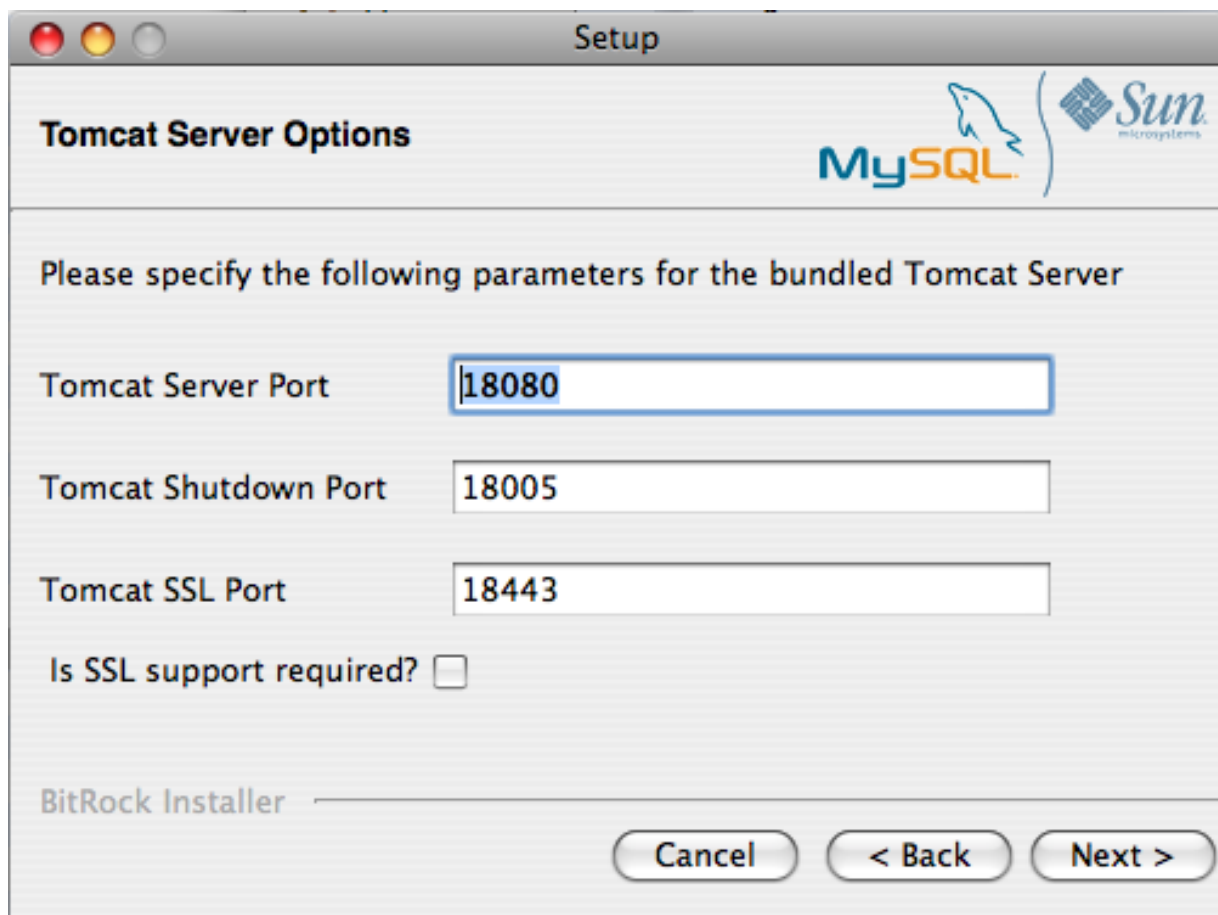 Setup
Tomcat Server Options
MySQL
Sun
microsystems
Please specify the following parameters for the bundled Tomcat Server
Tomcat Server Port 18080
Tomcat Shutdown Port 18005
Tomcat SSL Port 18443
Is SSL support required?
BitRock Installer
Cancel < Back Next >